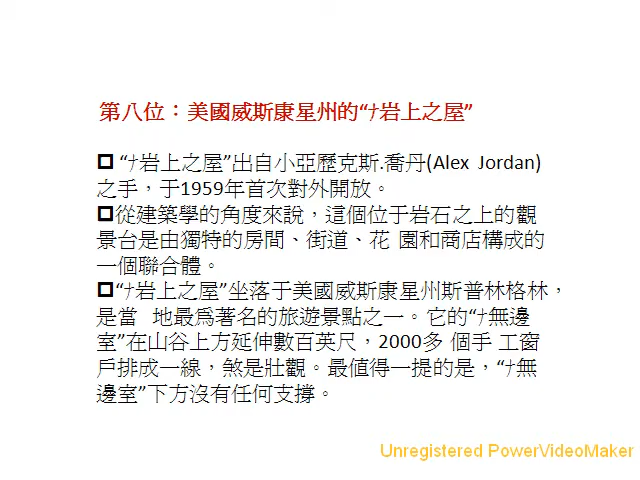 第八位：美國威斯康星州的“ﾅ岩上之屋”
“ﾅ岩上之屋”出自小亞歷克斯.喬丹(Alex Jordan)
之手，于1959年首次對外開放。
從建築學的角度來說，這個位于岩石之上的觀
景台是由獨特的房間、街道、花 園和商店構成的
一個聯合體。
“ﾅ岩上之屋”坐落于美國威斯康星州斯普林格林，
是當 地最爲著名的旅遊景點之一。它的“ﾅ無邊
室”在山谷上方延伸數百英尺，2000多 個手 工窗
戶排成一線，煞是壯觀。最值得一提的是，“ﾅ無
邊室”下方沒有任何支撐。
Unregistered PowerVideoMaker